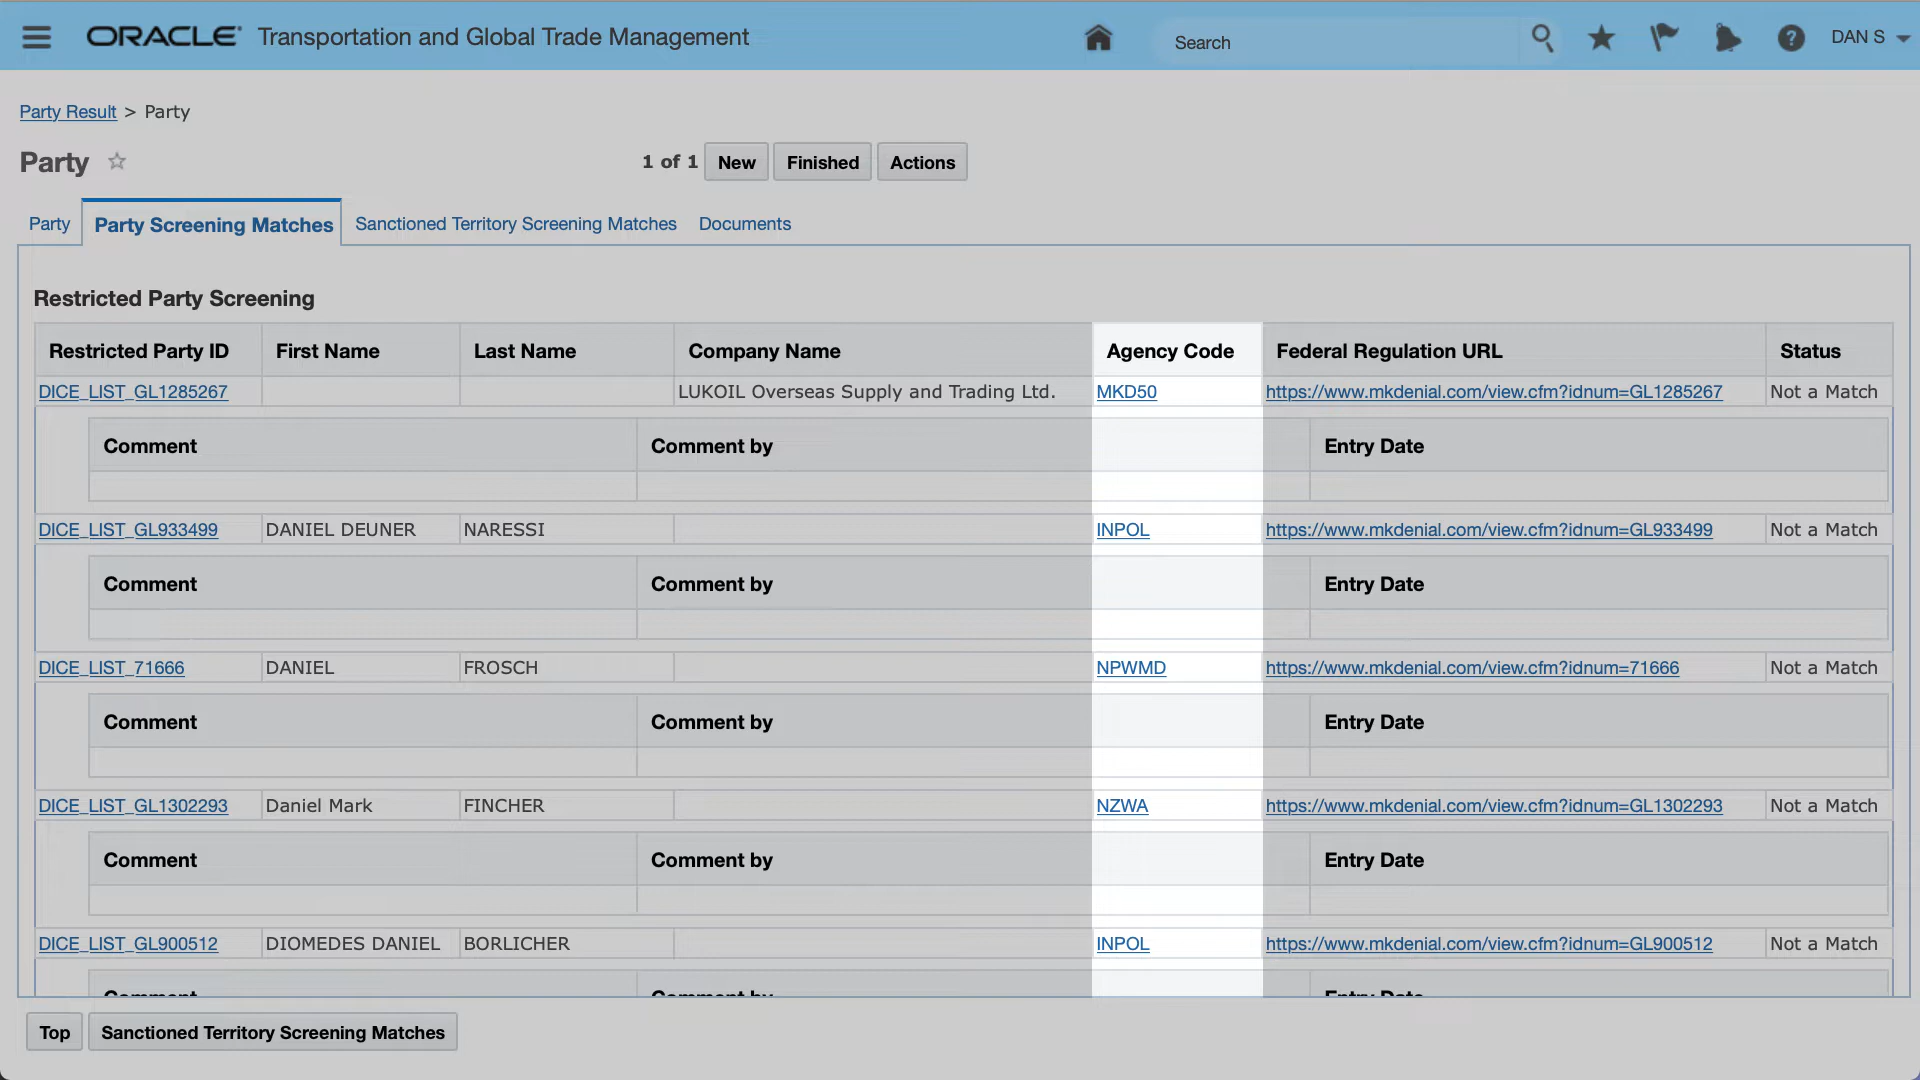 ORACLE Transportation and Global Trade Management Search ? DAN S
Party Result > Party
Party 1 of 1 New Finished Actions
Party Party Screening Matches Sanctioned Territory Screening Matches Documents
Restricted Party Screening
Restricted Party ID First Name Last Name Company Name Agency Code Federal Regulation URL Status
DICE_LIST_GL1285267 LUKOIL Overseas Supply and Trading Ltd. MKD50 https://www.mkdenial.com/view.cfm?idnum=GL1285267 Not a Match
Comment Comment by Entry Date
DICE_LIST_GL933499 DANIEL DEUNER NARESSI INPOL https://www.mkdenial.com/view.cfm?idnum=GL933499 Not a Match
Comment Comment by Entry Date
DICE_LIST_71666 DANIEL FROSCH NPWMD https://www.mkdenial.com/view.cfm?idnum=71666 Not a Match
Comment Comment by Entry Date
DICE_LIST_GL1302293 Daniel Mark FINCHER NZWA https://www.mkdenial.com/view.cfm?idnum=GL1302293 Not a Match
Comment Comment by Entry Date
DICE_LIST_GL900512 DIOMEDES DANIEL BORLICHER INPOL https://www.mkdenial.com/view.cfm?idnum=GL900512 Not a Match
Comment Comment by Entry Date
Top Sanctioned Territory Screening Matches